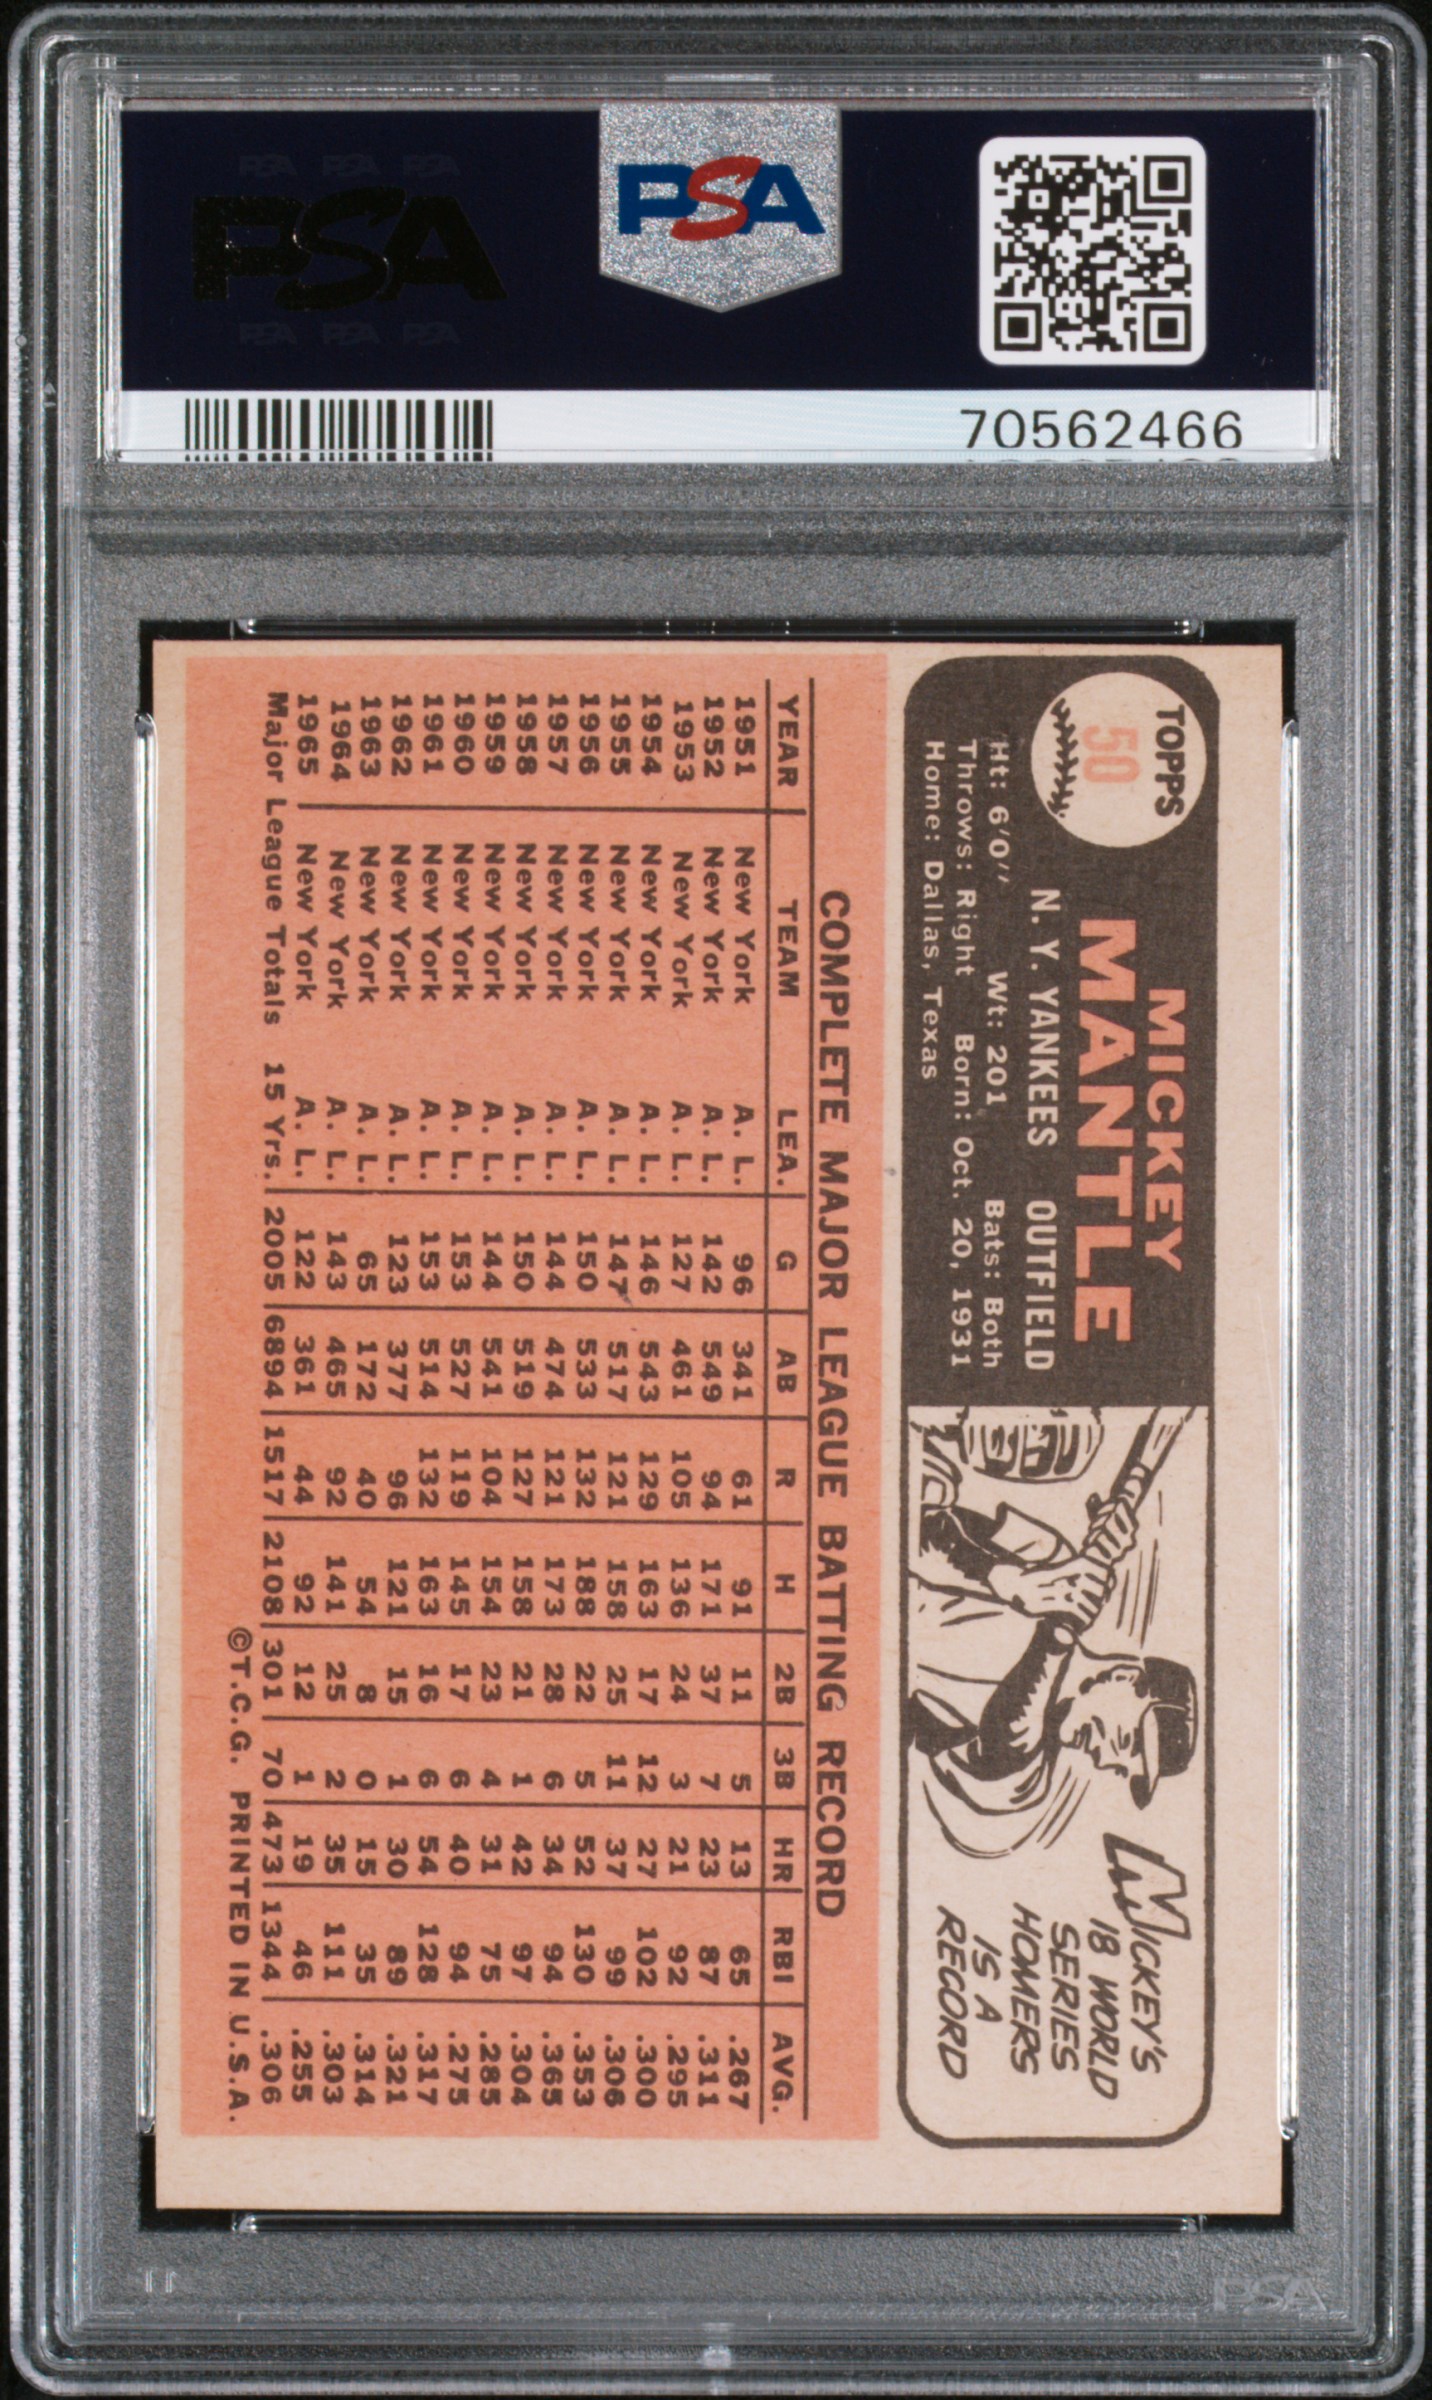 PSA PSA PSA
PSA
PSA PSA PSA
PSA
70562466
TOPPS
50
MICKEY
MANTLE
N. Y. YANKEES OUTFIELD
Ht: 6'0'' Wt: 201 Bats: Both
Throws: Right Born: Oct. 20, 1931
Home: Dallas, Texas
MICKEY'S
18 WORLD
SERIES
HOMERS
IS A
RECORD
COMPLETE MAJOR LEAGUE BATTING RECORD
YEAR TEAM LEA. G AB R H 2B 3B HR RBI AVG.
1951 New York A. L. 96 341 61 91 11 5 13 65 .267
1952 New York A. L. 142 549 94 171 37 7 23 87 .311
1953 New York A. L. 127 461 105 136 24 3 21 92 .295
1954 New York A. L. 146 543 129 163 17 12 27 102 .300
1955 New York A. L. 147 517 121 158 25 11 37 99 .306
1956 New York A. L. 150 533 132 188 22 5 52 130 .353
1957 New York A. L. 144 474 121 173 28 6 34 94 .365
1958 New York A. L. 150 519 127 158 21 1 42 97 .304
1959 New York A. L. 144 541 104 154 23 4 31 75 .285
1960 New York A. L. 153 527 119 145 17 6 40 94 .275
1961 New York A. L. 153 514 132 163 16 6 54 128 .317
1962 New York A. L. 123 377 96 121 15 1 30 89 .321
1963 New York A. L. 65 172 40 54 8 0 15 35 .314
1964 New York A. L. 143 465 92 141 25 2 35 111 .303
1965 New York A. L. 122 361 44 92 12 1 19 46 .255
Major League Totals 15 Yrs. 2005 6894 1517 2108 301 70 473 1344 .306
©T.C.G. PRINTED IN U.S.A.
PSA